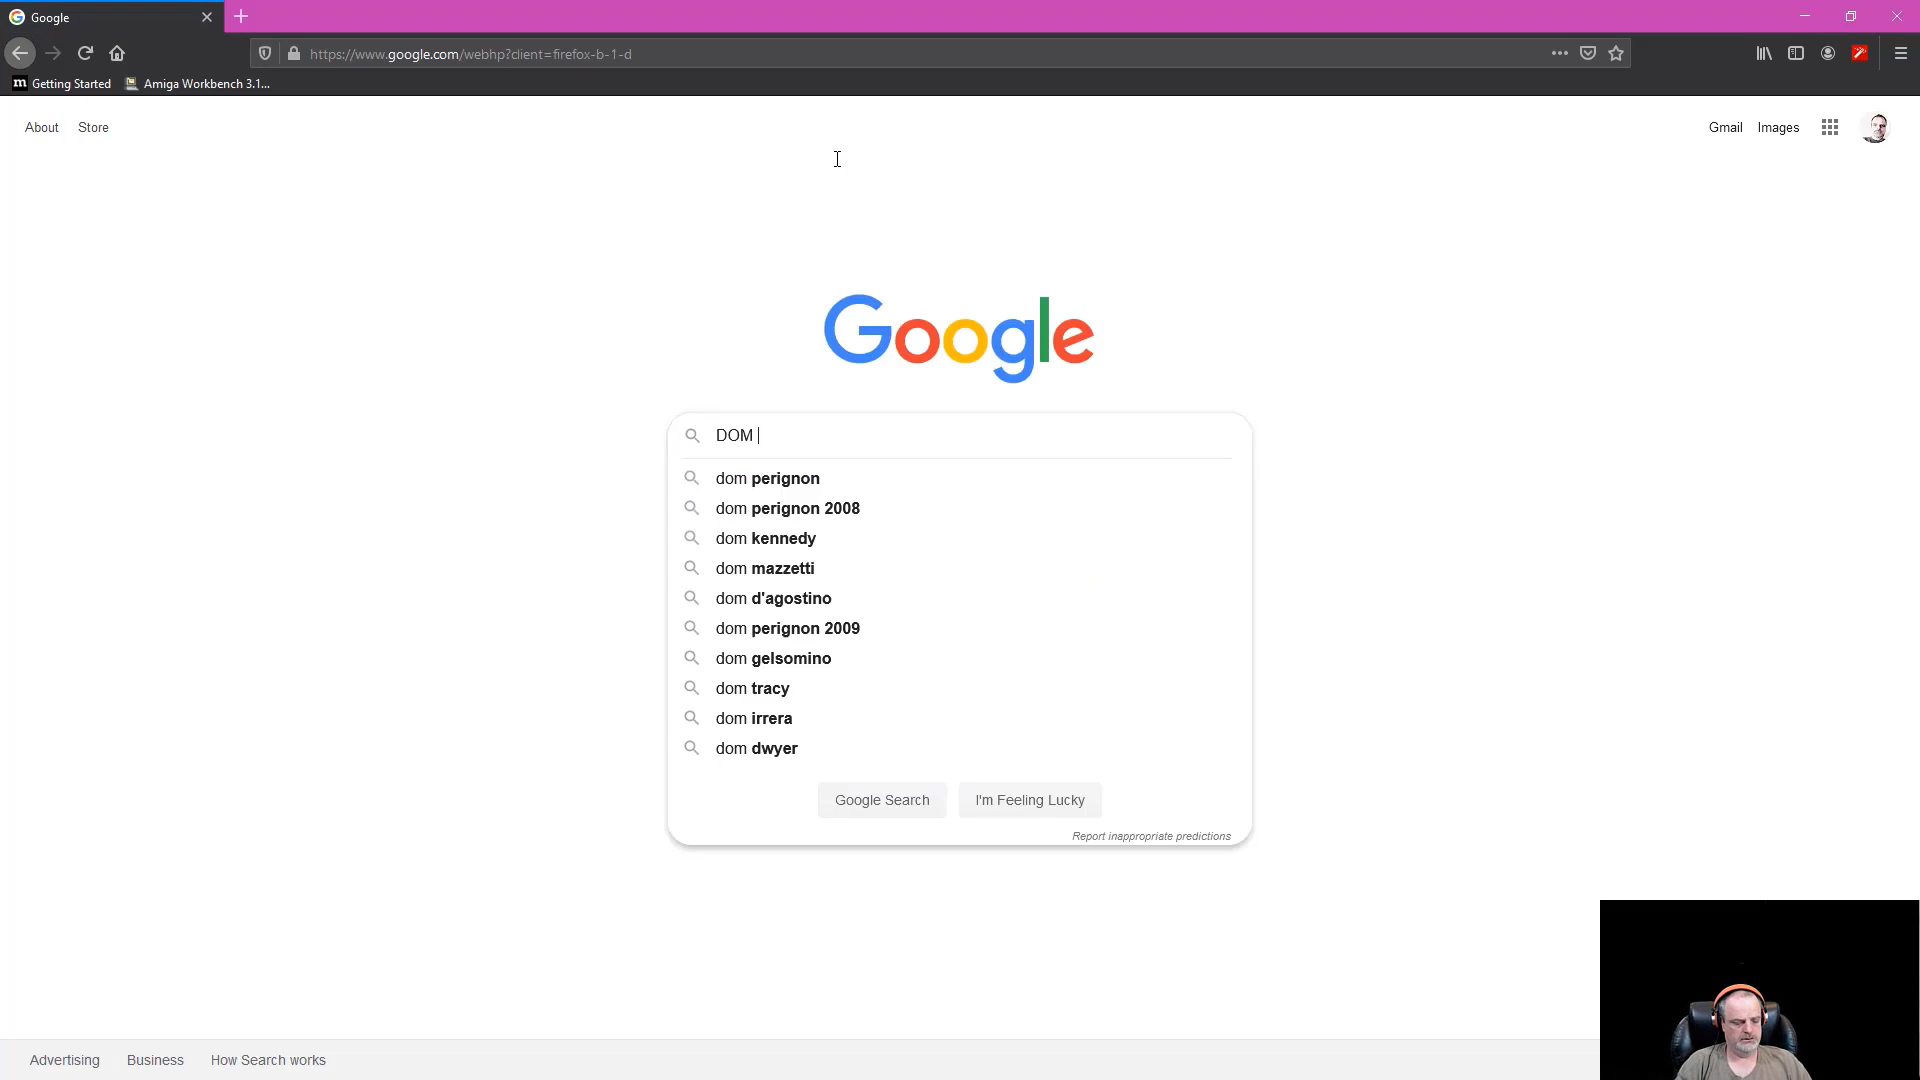 Google
https://www.google.com/webhp?client=firefox-b-1-d
m Getting Started
Amiga Workbench 3.1...
About
Store
Gmail
Images
Google
DOM
dom perignon
dom perignon 2008
dom kennedy
dom mazzetti
dom d'agostino
dom perignon 2009
dom gelsomino
dom tracy
dom irrera
dom dwyer
Google Search
I'm Feeling Lucky
Report inappropriate predictions
Advertising
Business
How Search works